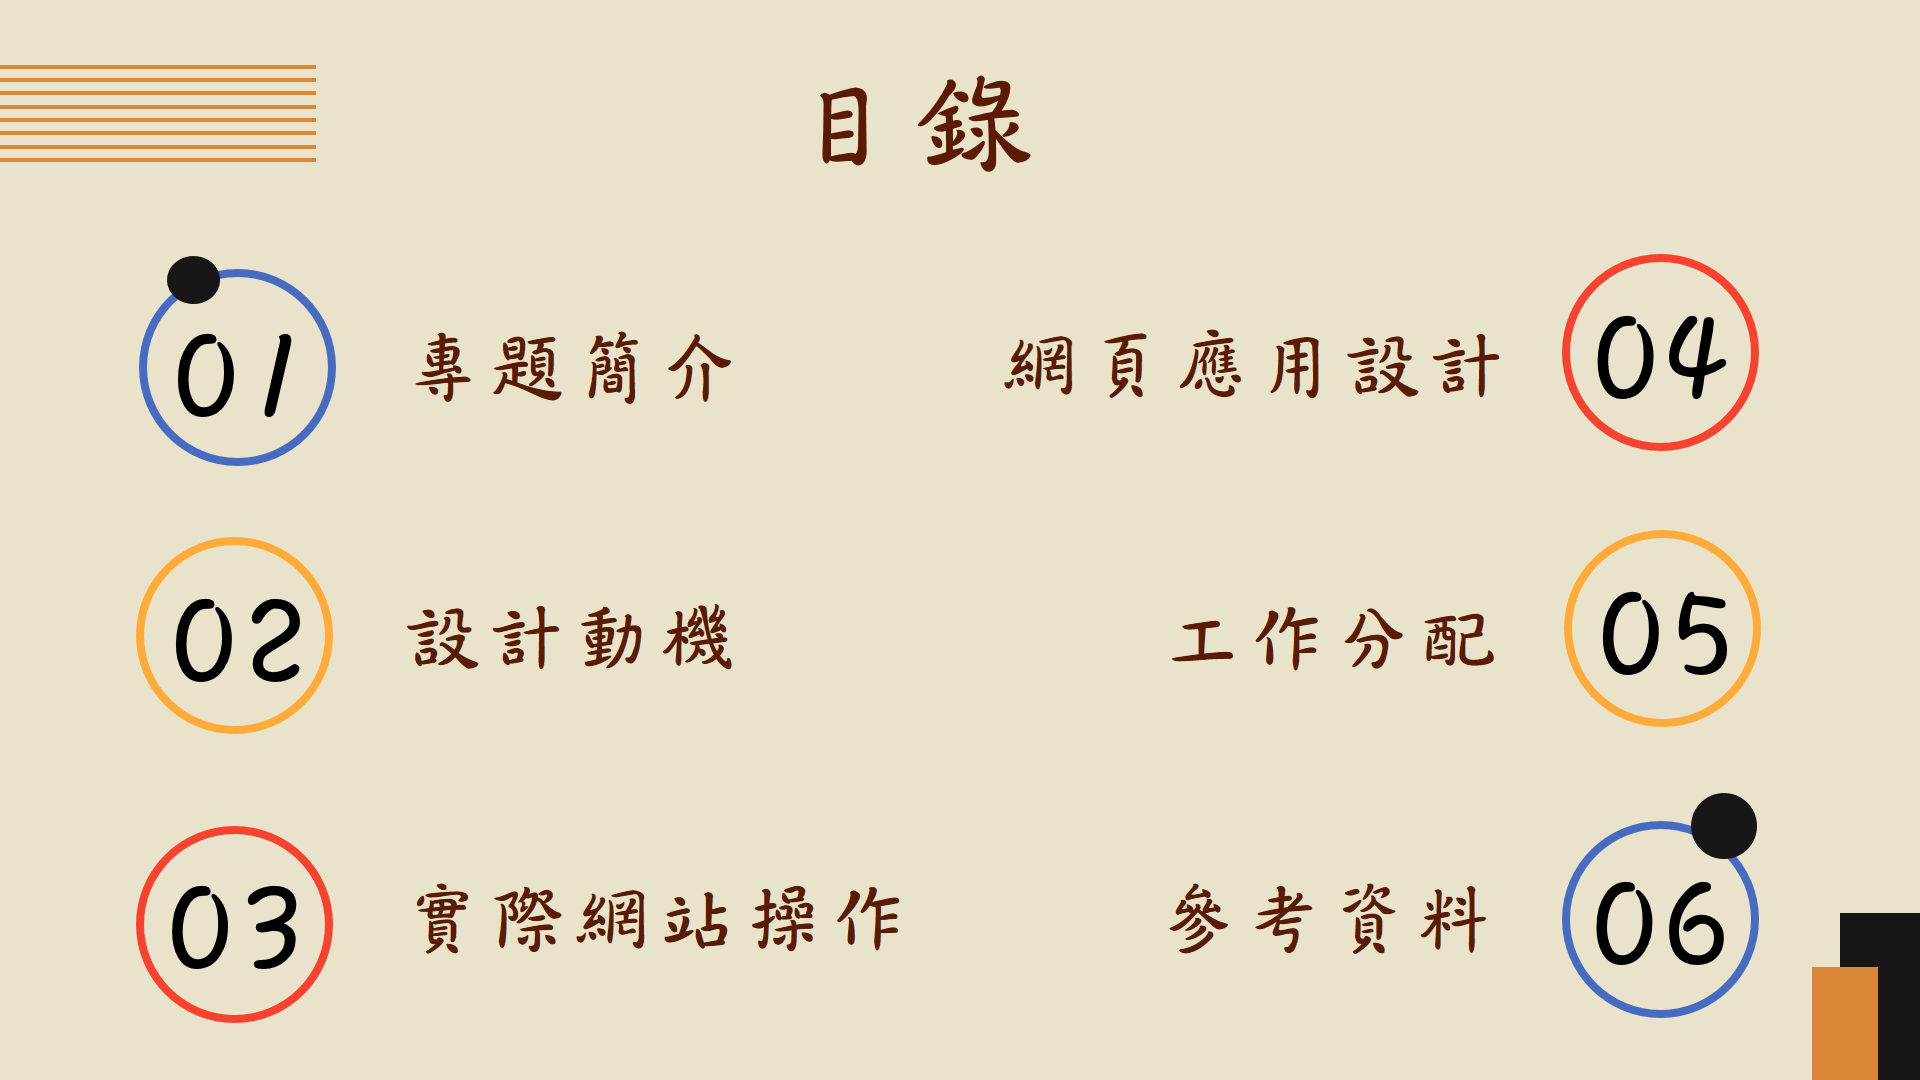 目錄
01 專題簡介
02 設計動機
03 實際網站操作
網頁應用設計 04
工作分配 05
參考資料 06